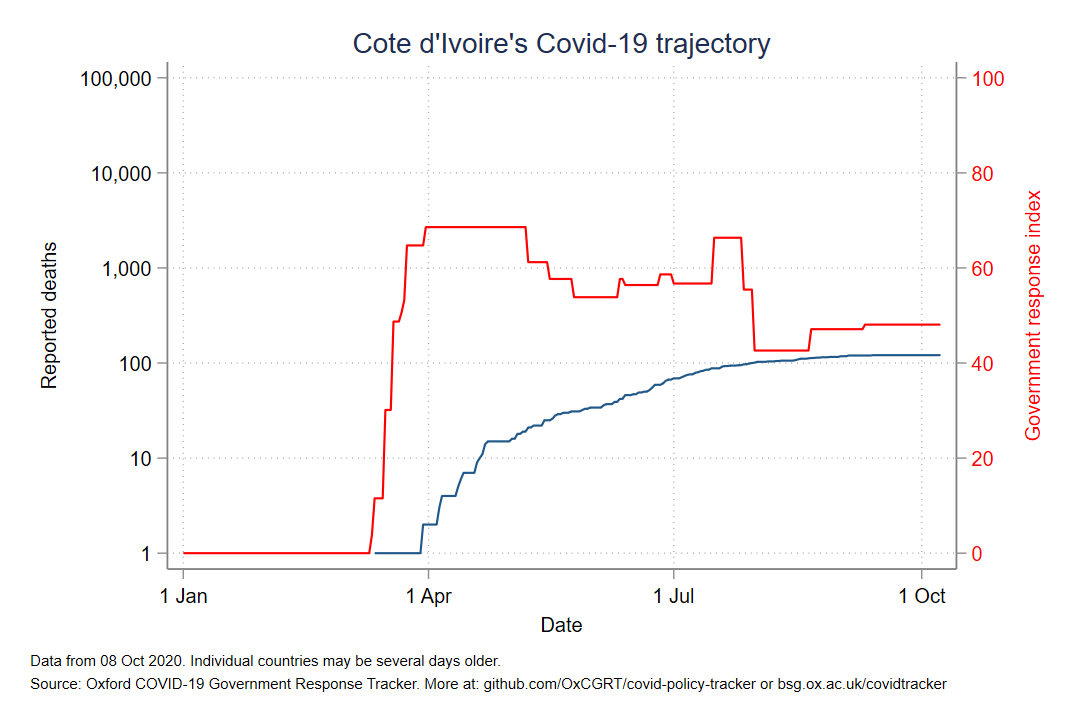 Cote d'Ivoire's Covid-19 trajectory
100,000
10,000
1,000
100
10
1
Reported deaths
100
80
60
40
20
0
Government response index
1 Jan
1 Apr
1 Jul
1 Oct
Date
Data from 08 Oct 2020. Individual countries may be several days older.
Source: Oxford COVID-19 Government Response Tracker. More at: github.com/OxCGRT/covid-policy-tracker or bsg.ox.ac.uk/covidtracker